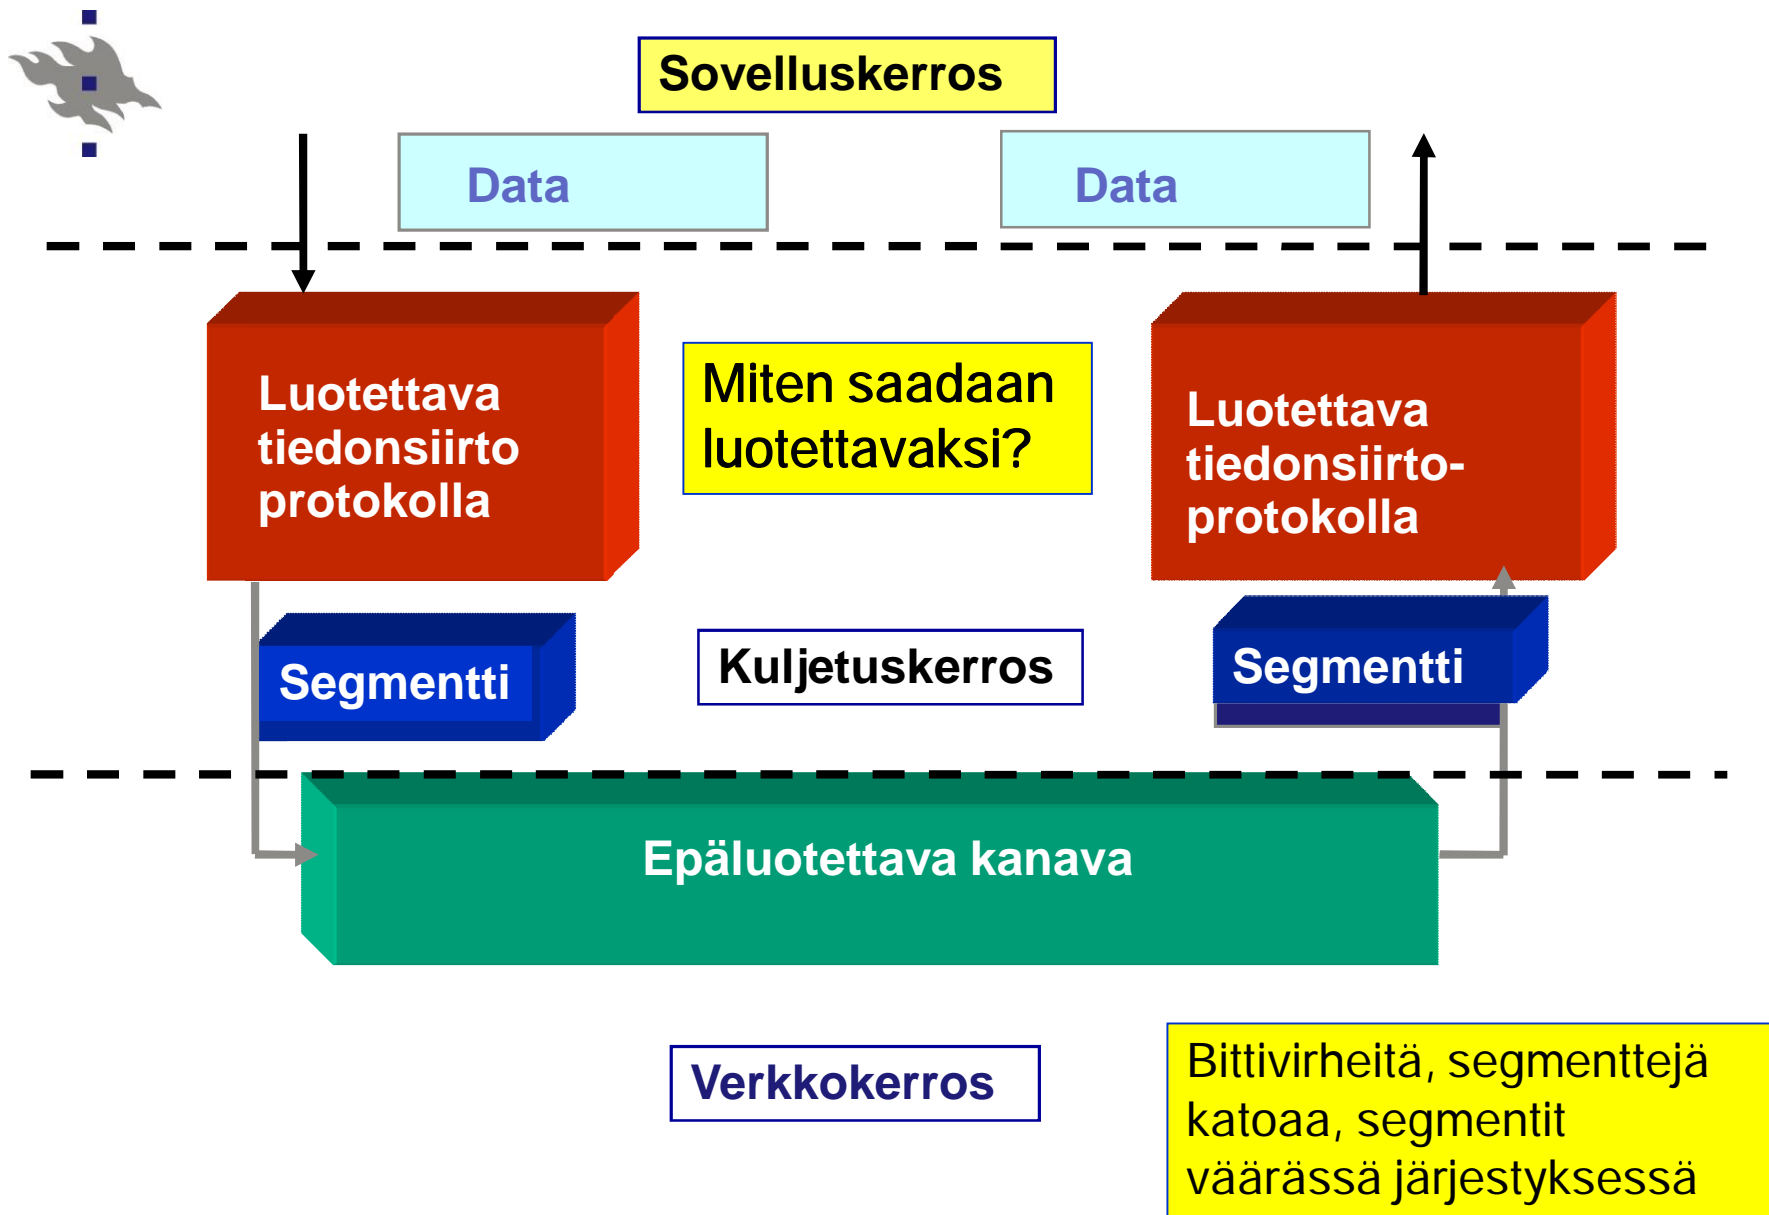 Sovelluskerros
Data
Data
Luotettava
tiedonsiirto
protokolla
Miten saadaan
luotettavaksi?
Luotettava
tiedonsiirto-
protokolla
Segmentti
Kuljetuskerros
Segmentti
Epäluotettava kanava
Verkkokerros
Bittivirheitä, segmenttejä
katoaa, segmentit
väärässä järjestyksessä